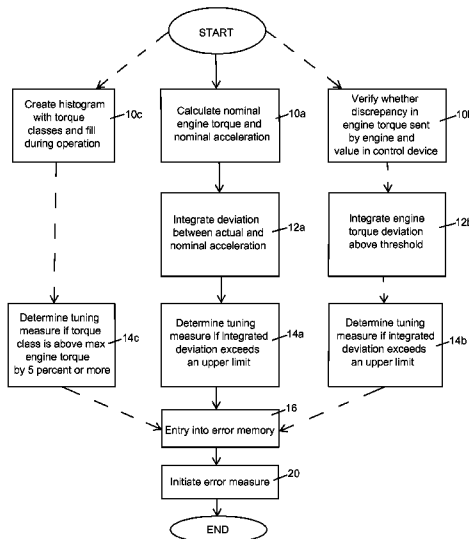 START
Create histogram
with torque
classes and fill
during operation
10c
Calculate nominal
engine torque and
nominal acceleration
10a
Verify whether
discrepancy in
engine torque sent
by engine and
value in control device
Integrate deviation
between actual and
nominal acceleration
12a
Integrate engine
torque deviation
above threshold
Determine tuning
measure if torque
class is above max
engine torque
by 5 percent or more
14c
Determine tuning
measure if integrated
deviation exceeds
an upper limit
14a
Determine tuning
measure if integrated
deviation exceeds
an upper limit
14b
Entry into error memory
16
Initiate error measure
20
END